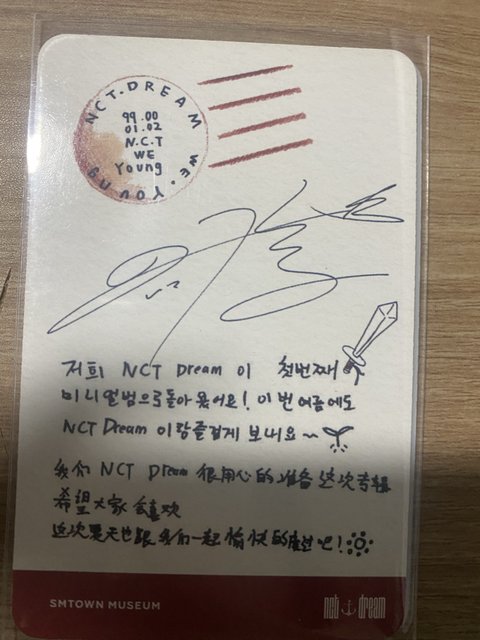 NCT.DREAM WE.YOUNG
99.00
01.02
N.C.T
WE
Young
저희 NCT Dream 이 첫번째
미니앨범으로돌아왔어요! 이번여름에도
NCT Dream 이랑즐겁게 보내요~
我们 NCT Dream 很用心的准备这次专辑
希望大家会喜欢
这次夏天也跟我们一起愉快的度过吧!
SMTOWN MUSEUM
nct dream